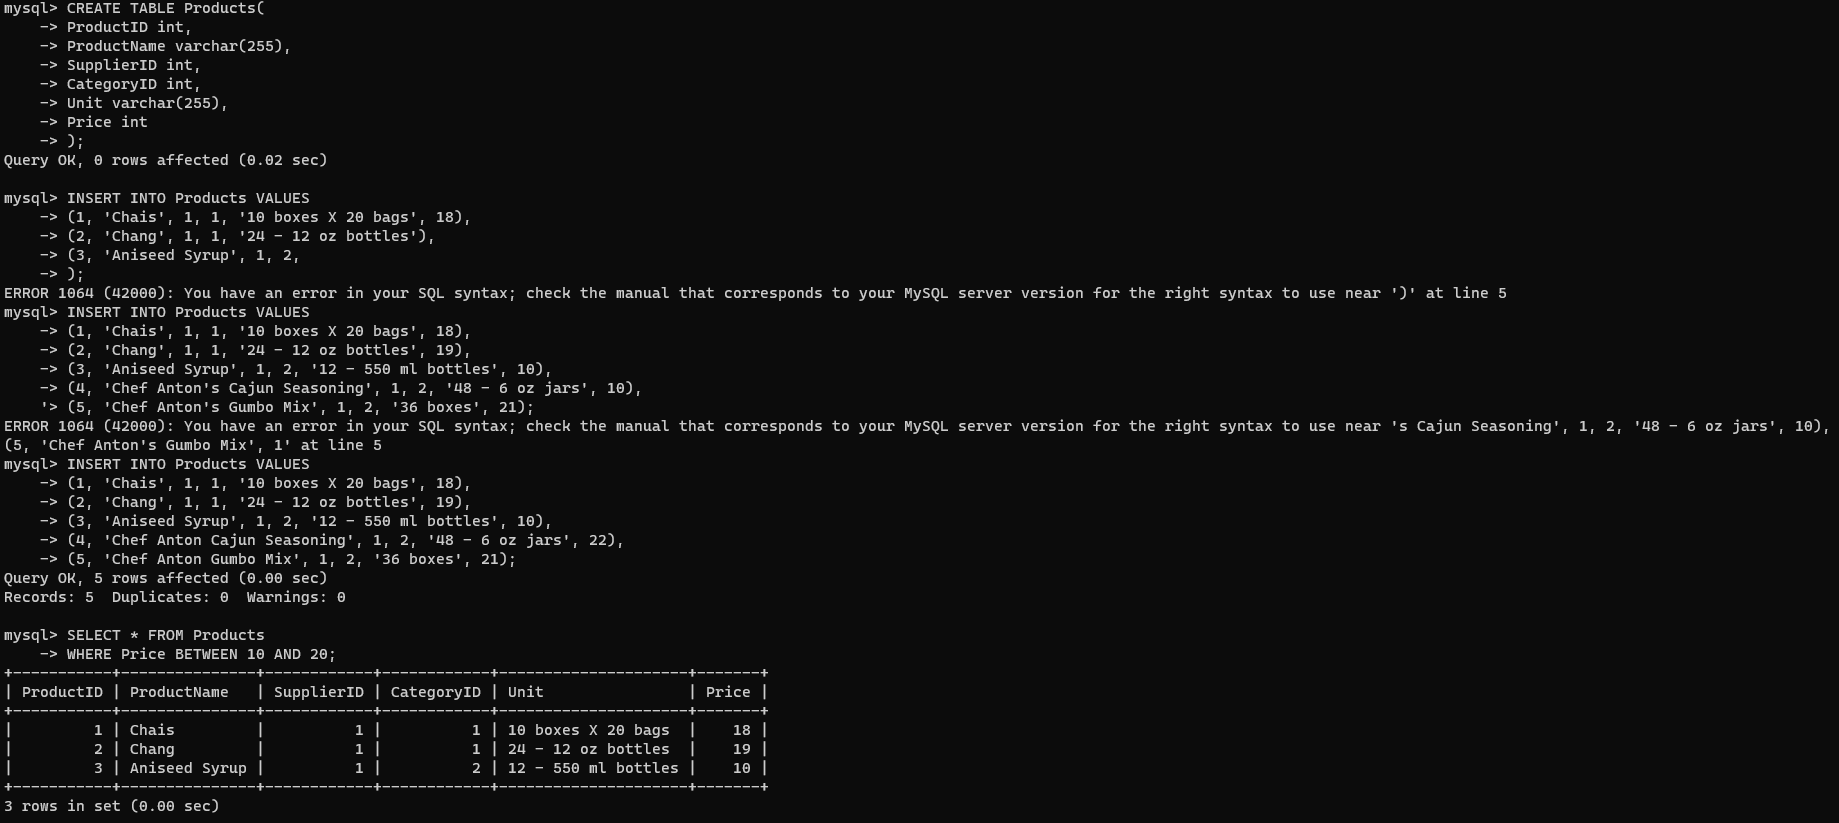 mysql> CREATE TABLE Products(
    -> ProductID int,
    -> ProductName varchar(255),
    -> SupplierID int,
    -> CategoryID int,
    -> Unit varchar(255),
    -> Price int
    -> );
Query OK, 0 rows affected (0.02 sec)

mysql> INSERT INTO Products VALUES
    -> (1, 'Chais', 1, 1, '10 boxes X 20 bags', 18),
    -> (2, 'Chang', 1, 1, '24 - 12 oz bottles'),
    -> (3, 'Aniseed Syrup', 1, 2,
    -> );
ERROR 1064 (42000): You have an error in your SQL syntax; check the manual that corresponds to your MySQL server version for the right syntax to use near ')' at line 5
mysql> INSERT INTO Products VALUES
    -> (1, 'Chais', 1, 1, '10 boxes X 20 bags', 18),
    -> (2, 'Chang', 1, 1, '24 - 12 oz bottles', 19),
    -> (3, 'Aniseed Syrup', 1, 2, '12 - 550 ml bottles', 10),
    -> (4, 'Chef Anton's Cajun Seasoning', 1, 2, '48 - 6 oz jars', 10),
    '> (5, 'Chef Anton's Gumbo Mix', 1, 2, '36 boxes', 21);
ERROR 1064 (42000): You have an error in your SQL syntax; check the manual that corresponds to your MySQL server version for the right syntax to use near 's Cajun Seasoning', 1, 2, '48 - 6 oz jars', 10),
(5, 'Chef Anton's Gumbo Mix', 1' at line 5
mysql> INSERT INTO Products VALUES
    -> (1, 'Chais', 1, 1, '10 boxes X 20 bags', 18),
    -> (2, 'Chang', 1, 1, '24 - 12 oz bottles', 19),
    -> (3, 'Aniseed Syrup', 1, 2, '12 - 550 ml bottles', 10),
    -> (4, 'Chef Anton Cajun Seasoning', 1, 2, '48 - 6 oz jars', 22),
    -> (5, 'Chef Anton Gumbo Mix', 1, 2, '36 boxes', 21);
Query OK, 5 rows affected (0.00 sec)
Records: 5  Duplicates: 0  Warnings: 0

mysql> SELECT * FROM Products
    -> WHERE Price BETWEEN 10 AND 20;
+-----------+---------------+------------+------------+---------------------+-------+
| ProductID | ProductName   | SupplierID | CategoryID | Unit                | Price |
+-----------+---------------+------------+------------+---------------------+-------+
|         1 | Chais         |          1 |          1 | 10 boxes X 20 bags  |    18 |
|         2 | Chang         |          1 |          1 | 24 - 12 oz bottles  |    19 |
|         3 | Aniseed Syrup |          1 |          2 | 12 - 550 ml bottles |    10 |
+-----------+---------------+------------+------------+---------------------+-------+
3 rows in set (0.00 sec)